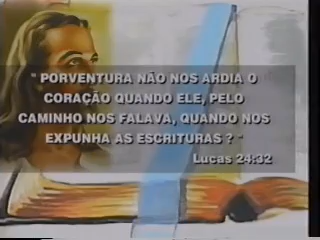 " PORVENTURA NÃO NOS ARDIA O
CORAÇÃO QUANDO ELE, PELO
CAMINHO NOS FALAVA, QUANDO NOS
EXPUNHA AS ESCRITURAS ? "
Lucas 24:32